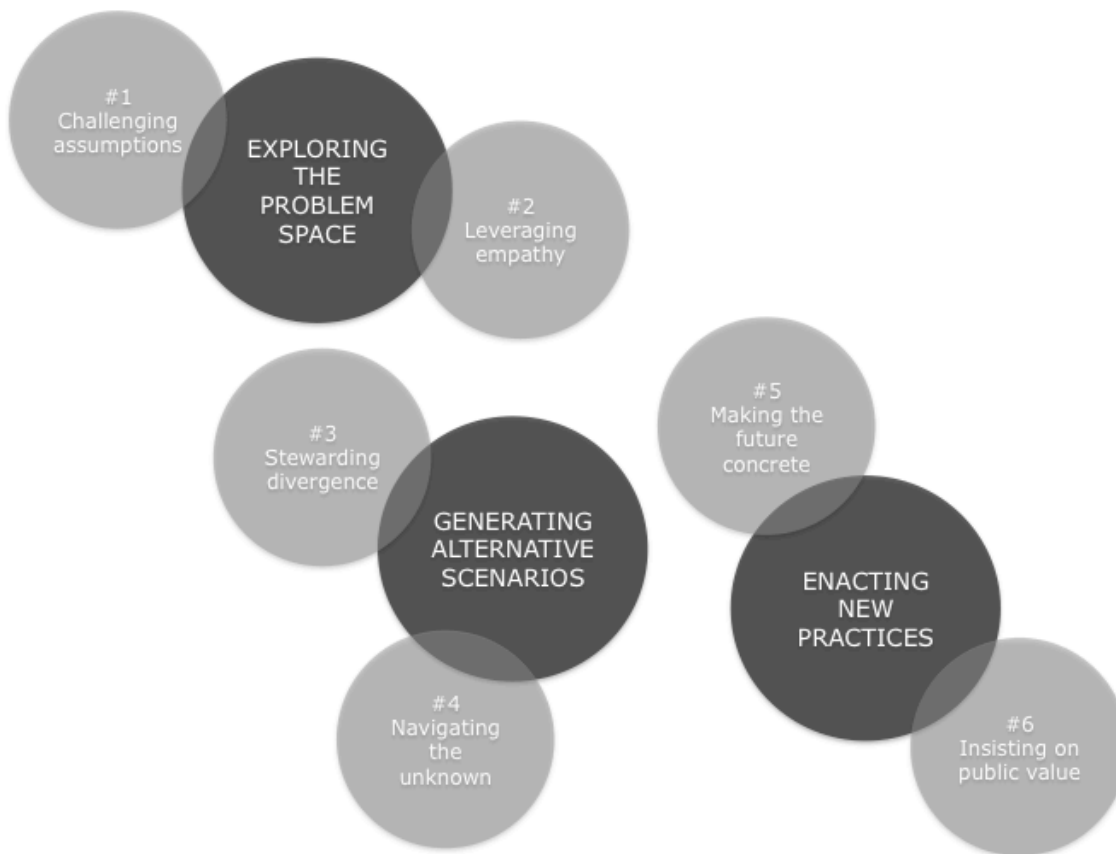 #1
Challenging
assumptions
EXPLORING
THE
PROBLEM
SPACE
#2
Leveraging
empathy
#3
Stewarding
divergence
GENERATING
ALTERNATIVE
SCENARIOS
#4
Navigating
the
unknown
#5
Making the
future
concrete
ENACTING
NEW
PRACTICES
#6
Insisting on
public value